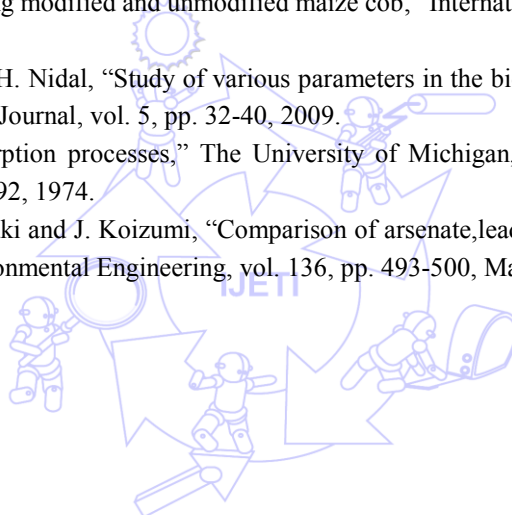 g modified and unmodified maize cob,” Internat
H. Nidal, “Study of various parameters in the bi
Journal, vol. 5, pp. 32-40, 2009.
rption processes,” The University of Michigan,
92, 1974.
ki and J. Koizumi, “Comparison of arsenate,lead
onmental Engineering, vol. 136, pp. 493-500, Ma
IJETI